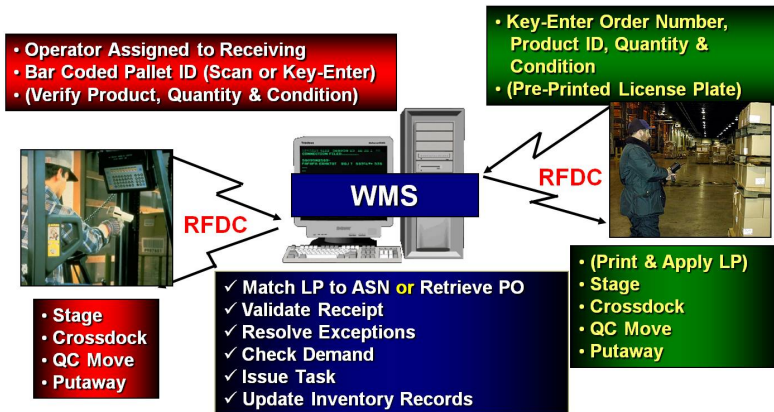 • Operator Assigned to Receiving
• Bar Coded Pallet ID (Scan or Key-Enter)
• (Verify Product, Quantity & Condition)
• Key-Enter Order Number,
Product ID, Quantity &
Condition
• (Pre-Printed License Plate)
WMS
RFDC
RFDC
• Stage
• Crossdock
• QC Move
• Putaway
✓ Match LP to ASN or Retrieve PO
✓ Validate Receipt
✓ Resolve Exceptions
✓ Check Demand
✓ Issue Task
✓ Update Inventory Records
• (Print & Apply LP)
• Stage
• Crossdock
• QC Move
• Putaway